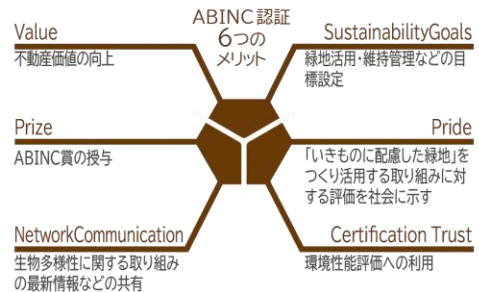 ABINC認証
6つの
メリット
Value
不動産価値の向上
SustainabilityGoals
緑地活用・維持管理などの目
標設定
Prize
ABINC賞の授与
Pride
「いきものに配慮した緑地」を
つくり活用する取り組みに対
する評価を社会に示す
NetworkCommunication
生物多様性に関する取り組み
の最新情報などの共有
Certification Trust
環境性能評価への利用